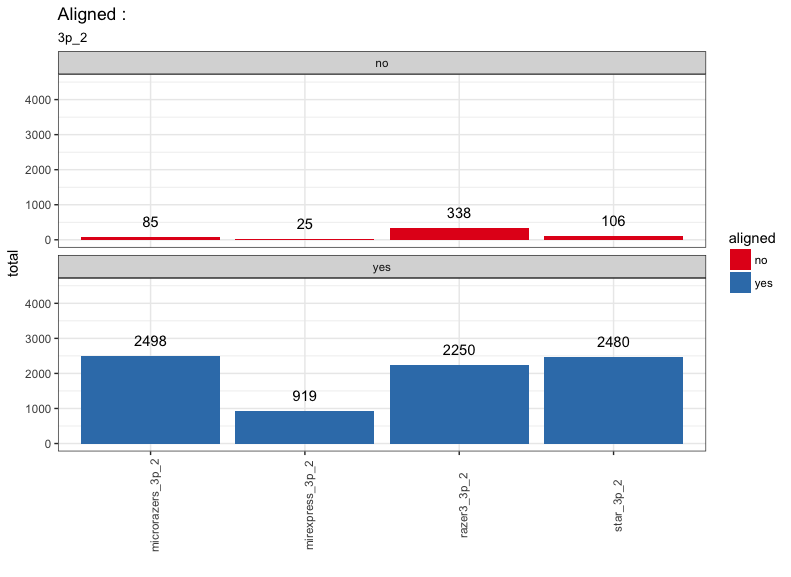 Aligned :
3p_2
no
4000
3000
2000
1000
0
85
25
338
106
yes
4000
3000
2000
1000
0
2498
919
2250
2480
total
microrazers_3p_2
mirexpress_3p_2
razer3_3p_2
star_3p_2
aligned
no
yes